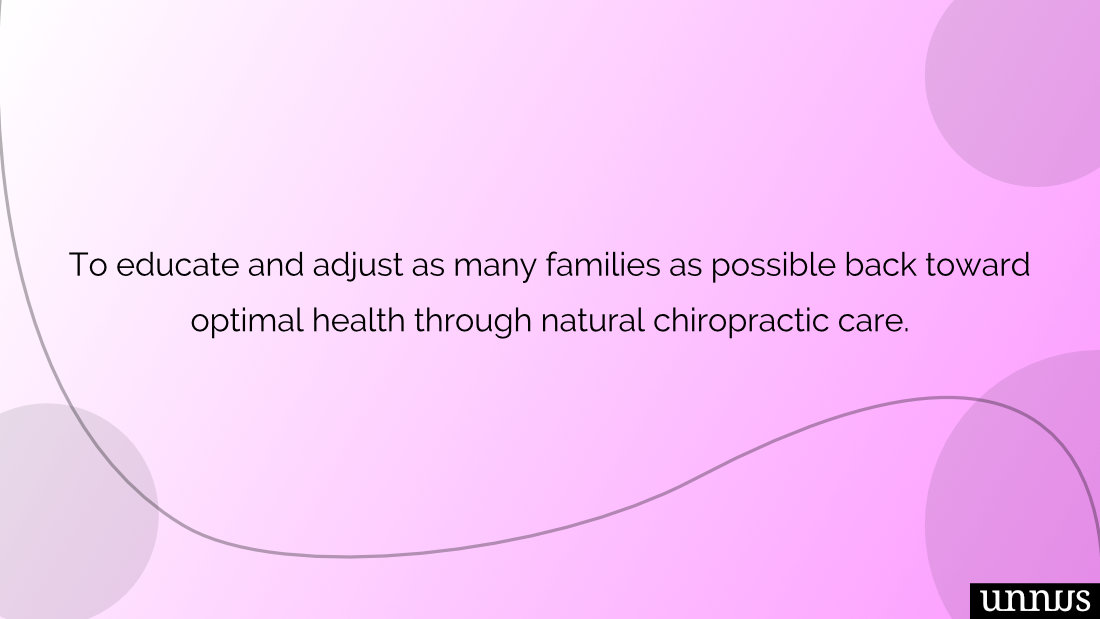 To educate and adjust as many families as possible back toward
optimal health through natural chiropractic care.
unnus